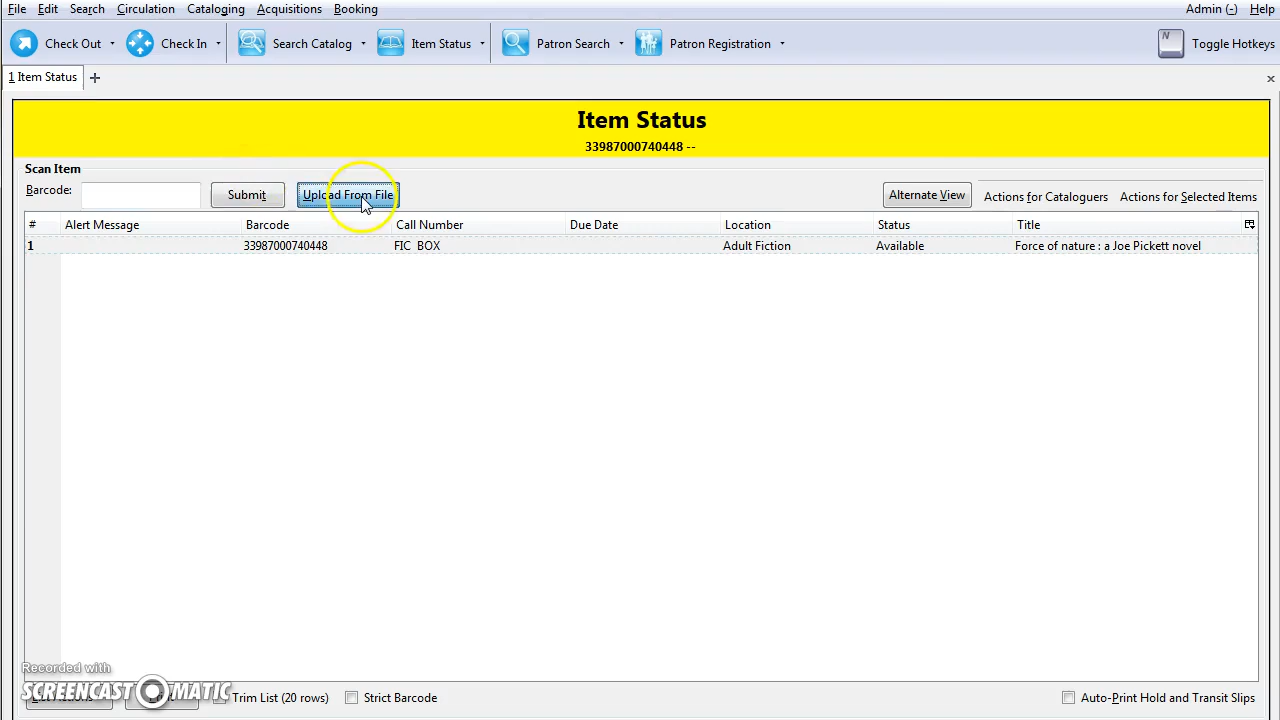 File Edit Search Circulation Cataloging Acquisitions Booking Admin (-) Help
Check Out Check In Search Catalog Item Status Patron Search Patron Registration N Toggle Hotkeys
1 Item Status + ×
Item Status
33987000740448 --
Scan Item
Barcode: Submit Upload From File Alternate View Actions for Cataloguers Actions for Selected Items
# Alert Message Barcode Call Number Due Date Location Status Title
1 33987000740448 FIC BOX Adult Fiction Available Force of nature : a Joe Pickett novel
Recorded with
SCREENCAST-O-MATIC
Trim List (20 rows) Strict Barcode Auto-Print Hold and Transit Slips